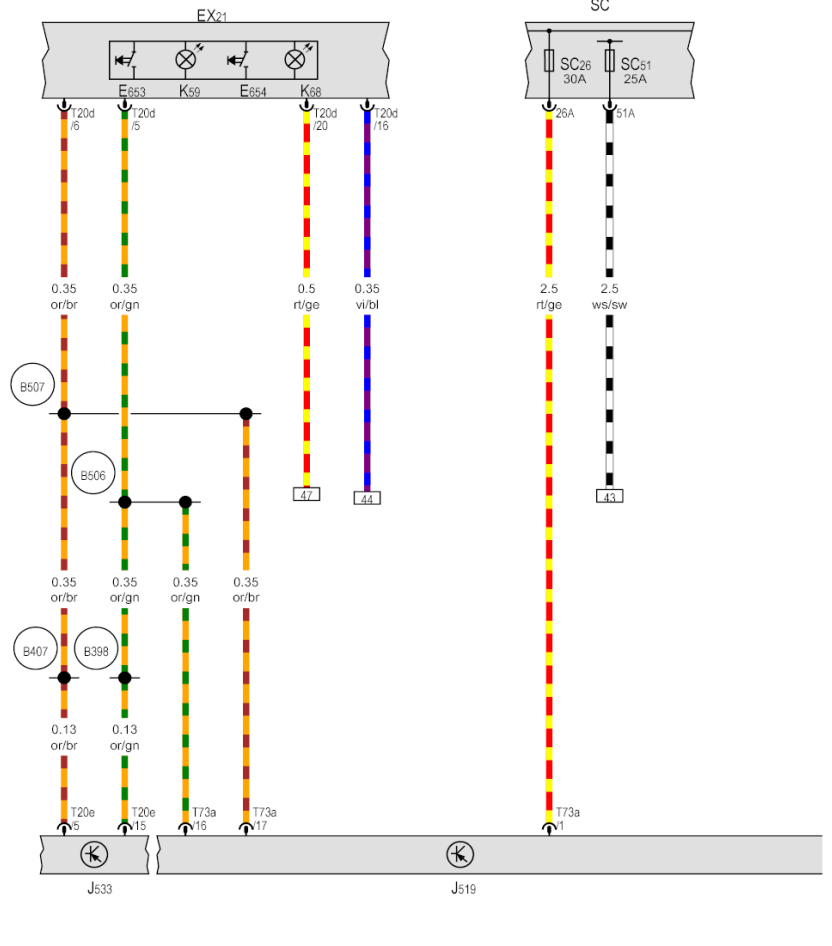 EX21
SC
SC26
30A
SC51
25A
E653
K59
E654
K68
T20d
/6
T20d
/5
T20d
/20
T20d
/16
26A
51A
0.35
or/br
0.35
or/gn
0.5
rt/ge
0.35
vi/bl
2.5
rt/ge
2.5
ws/sw
B507
B506
47
44
43
0.35
or/br
0.35
or/gn
0.35
or/gn
0.35
or/br
B407
B398
0.13
or/br
0.13
or/gn
T20e
/5
T20e
/15
T73a
/16
T73a
/17
T73a
/1
J533
J519